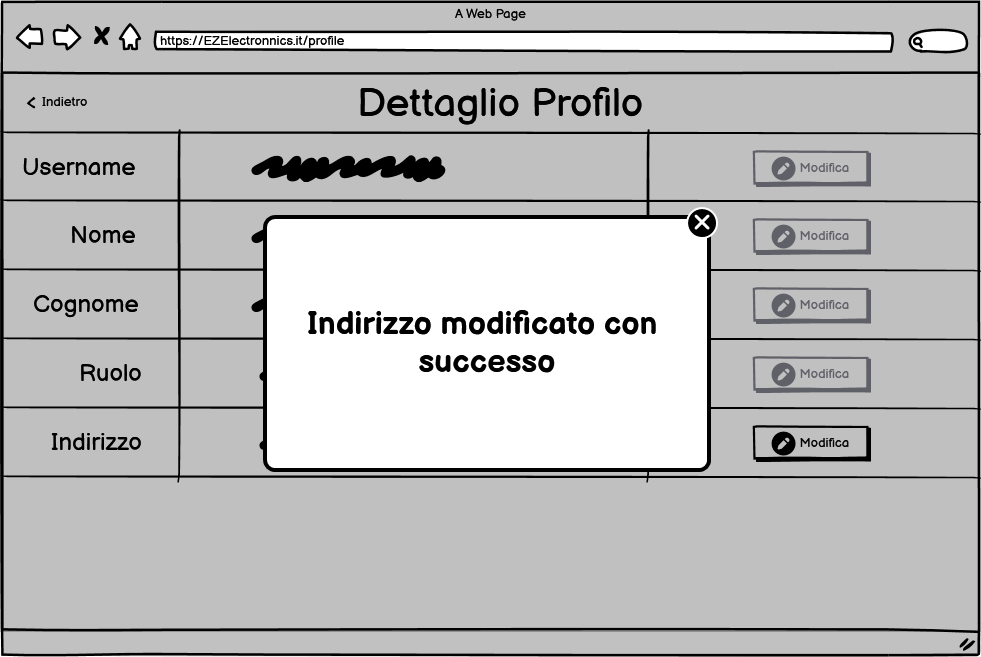 A Web Page
https://EZElectronnics.it/profile
Indietro
Dettaglio Profilo
Username
Modifica
Nome
Modifica
Cognome
Modifica
Indirizzo modificato con
successo
Ruolo
Modifica
Indirizzo
Modifica